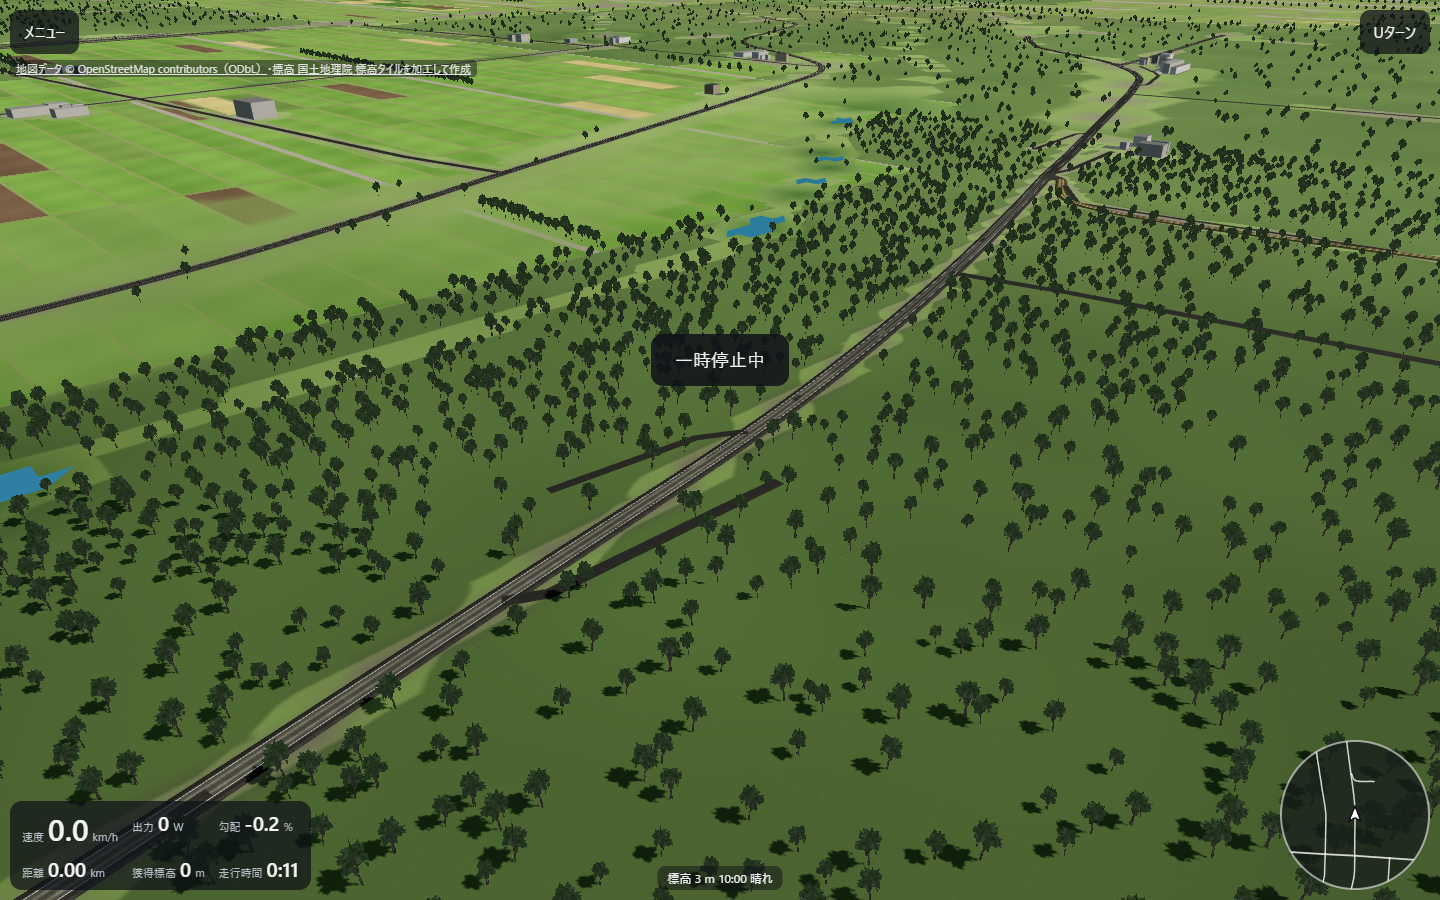 メニュー
Uターン
地図データ © OpenStreetMap contributors（ODbL）・標高 国土地理院 標高タイルを加工して作成
一時停止中
速度 0.0 km/h 出力 0 W 勾配 -0.2 %
距離 0.00 km 獲得標高 0 m 走行時間 0:11
標高 3 m 10:00 晴れ